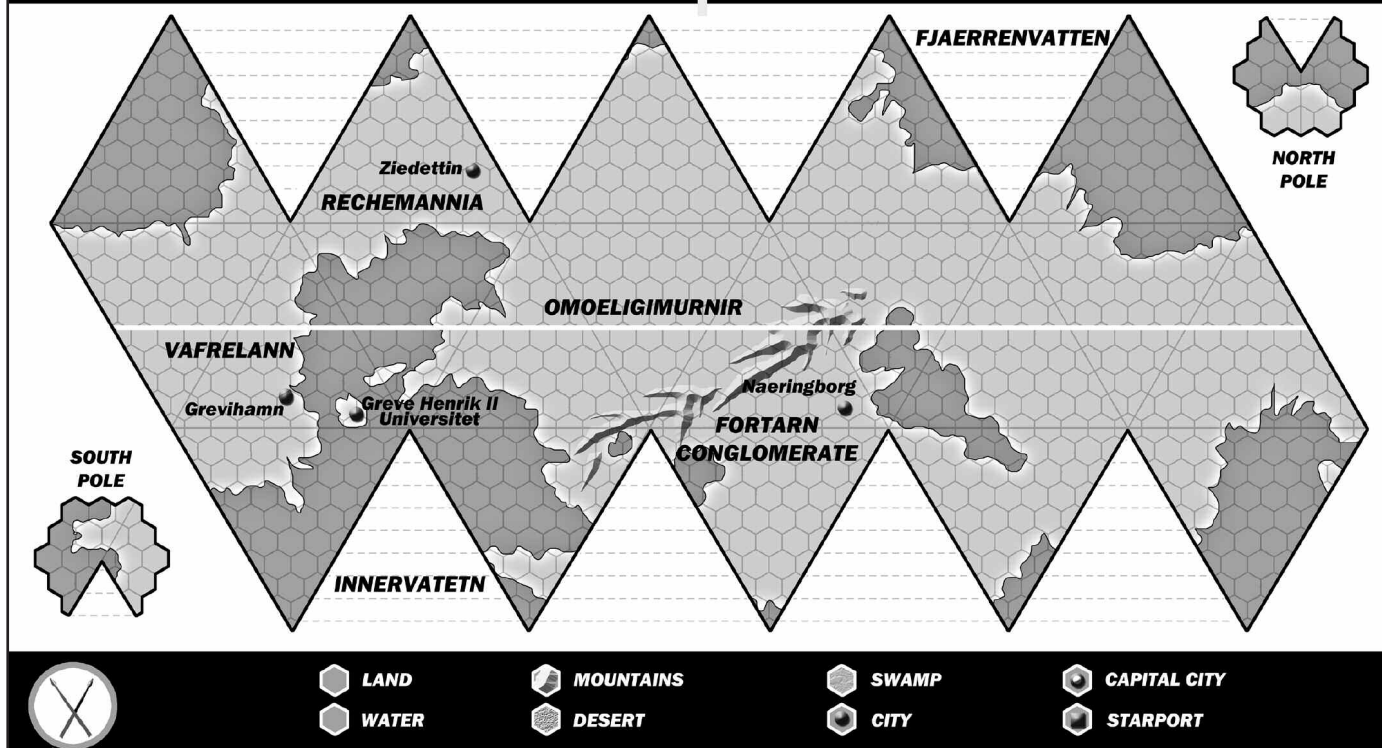 FJAERRENVATTEN
NORTH
POLE
Ziedettin
RECHEMANNIA
OMOELIGIMURNIR
VAFRELANN
Grevihamn
Greve Henrik II
Universitet
Naeringborg
FORTARN
CONGLOMERATE
SOUTH
POLE
INNERVATETN
LAND
MOUNTAINS
SWAMP
CAPITAL CITY
WATER
DESERT
CITY
STARPORT